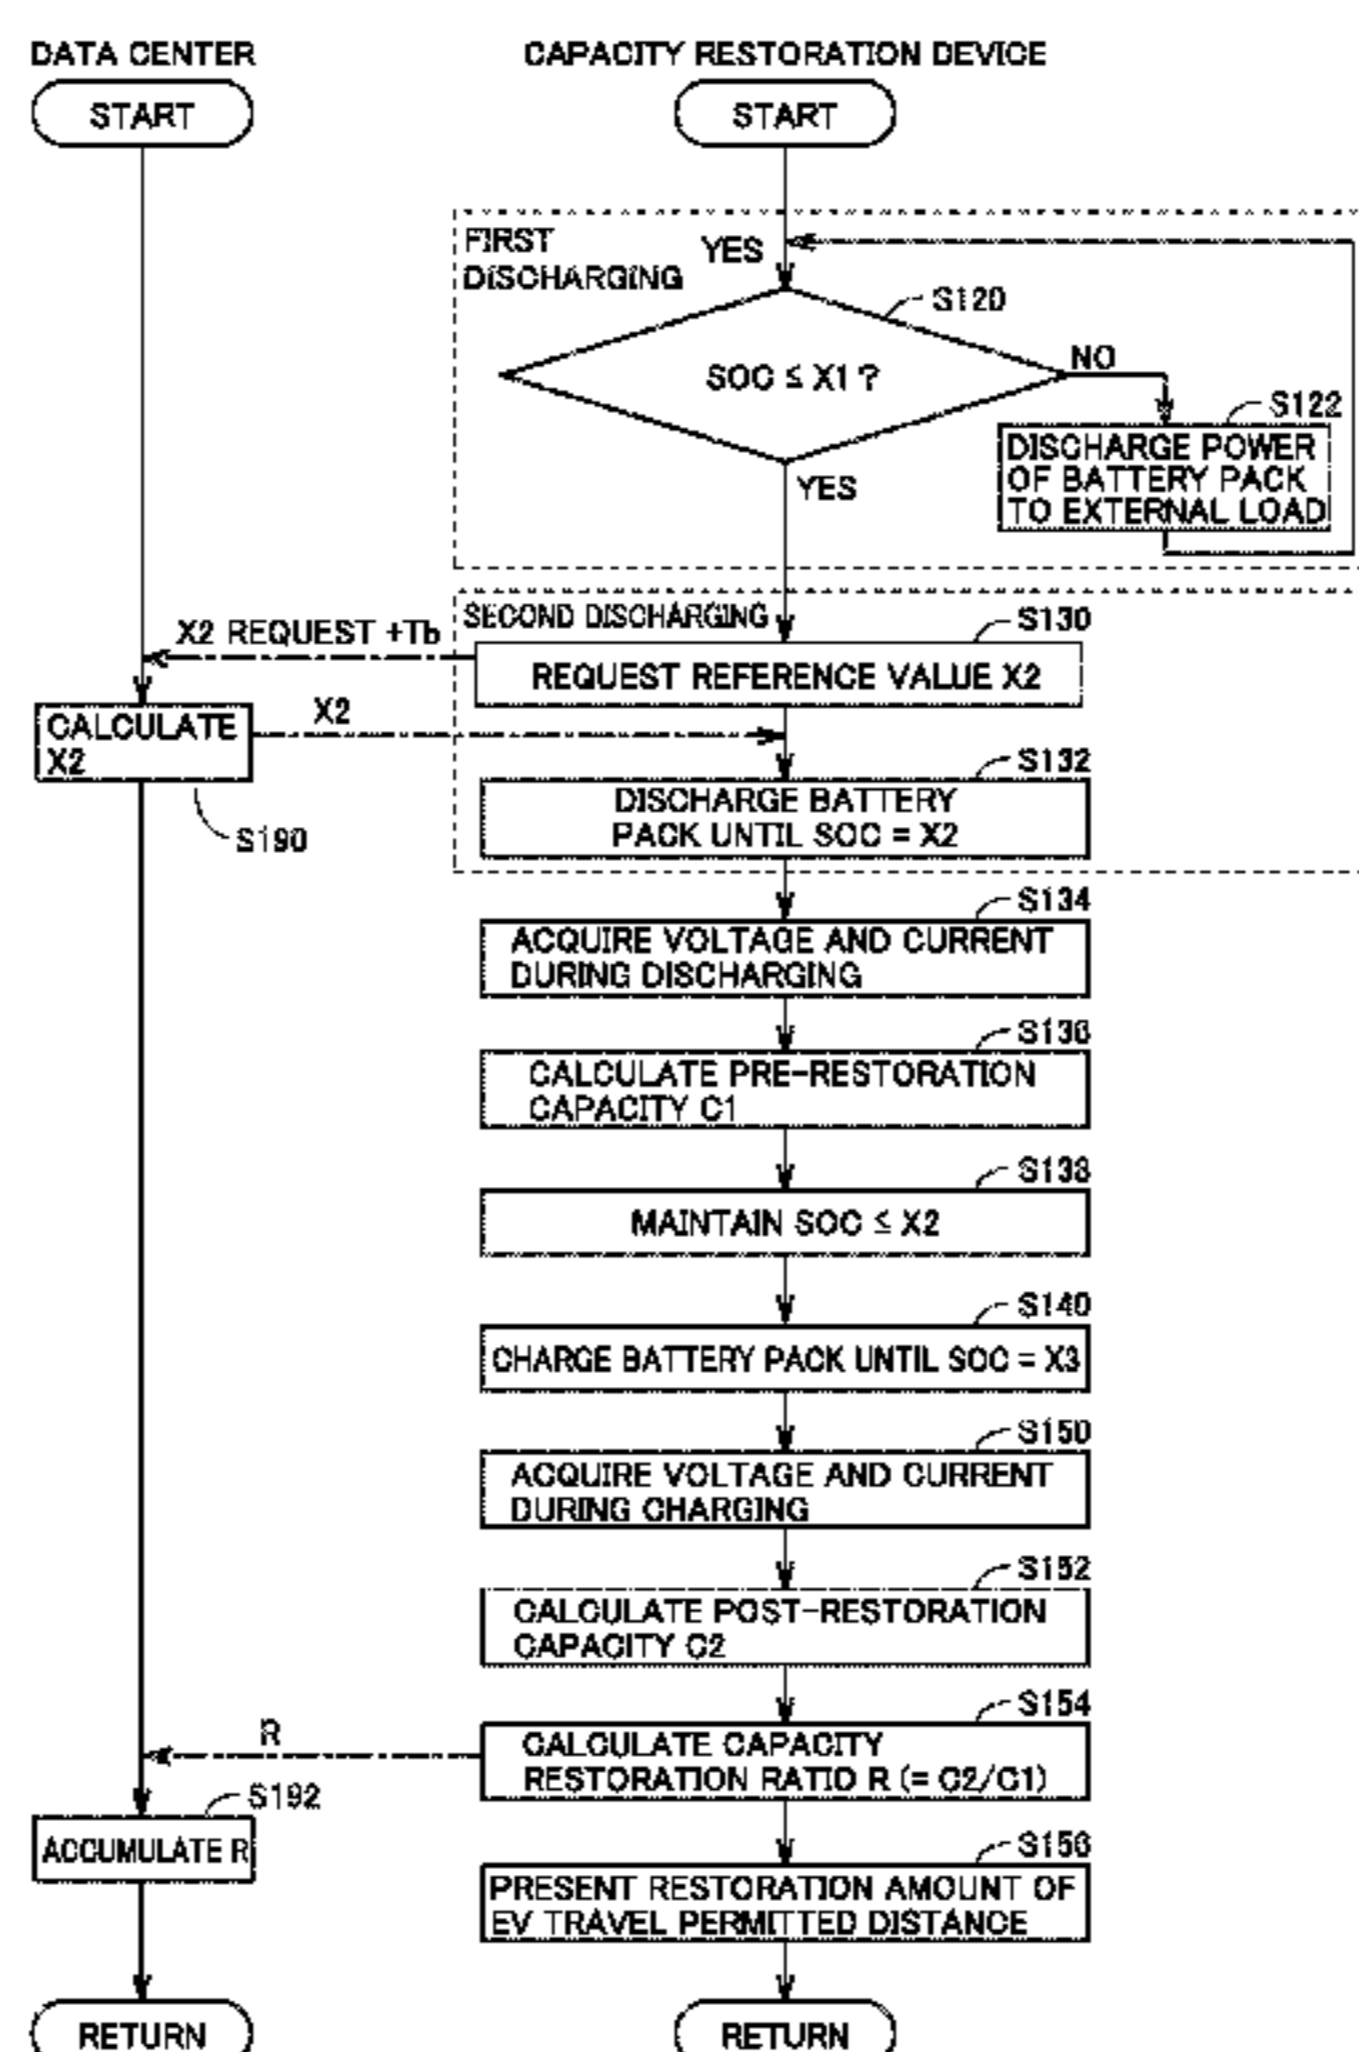 DATA CENTER
CAPACITY RESTORATION DEVICE
START
START
FIRST
DISCHARGING
YES
S120
SOC ≤ X1 ?
NO
S122
DISCHARGE POWER
OF BATTERY PACK
TO EXTERNAL LOAD
YES
SECOND DISCHARGING
S130
X2 REQUEST +Tb
REQUEST REFERENCE VALUE X2
CALCULATE
X2
X2
S190
S132
DISCHARGE BATTERY
PACK UNTIL SOC = X2
S134
ACQUIRE VOLTAGE AND CURRENT
DURING DISCHARGING
S136
CALCULATE PRE-RESTORATION
CAPACITY C1
S138
MAINTAIN SOC ≤ X2
S140
CHARGE BATTERY PACK UNTIL SOC = X3
S150
ACQUIRE VOLTAGE AND CURRENT
DURING CHARGING
S152
CALCULATE POST-RESTORATION
CAPACITY C2
S154
R
CALCULATE CAPACITY
RESTORATION RATIO R (= C2/C1)
S192
ACCUMULATE R
S156
PRESENT RESTORATION AMOUNT OF
EV TRAVEL PERMITTED DISTANCE
RETURN
RETURN